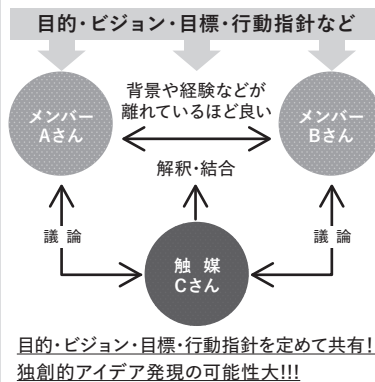 目的・ビジョン・目標・行動指針など
背景や経験などが
離れているほど良い
メンバー
Aさん
メンバー
Bさん
解釈・結合
議論
議論
触媒
Cさん
目的・ビジョン・目標・行動指針を定めて共有!
独創的アイデア発現の可能性大!!!